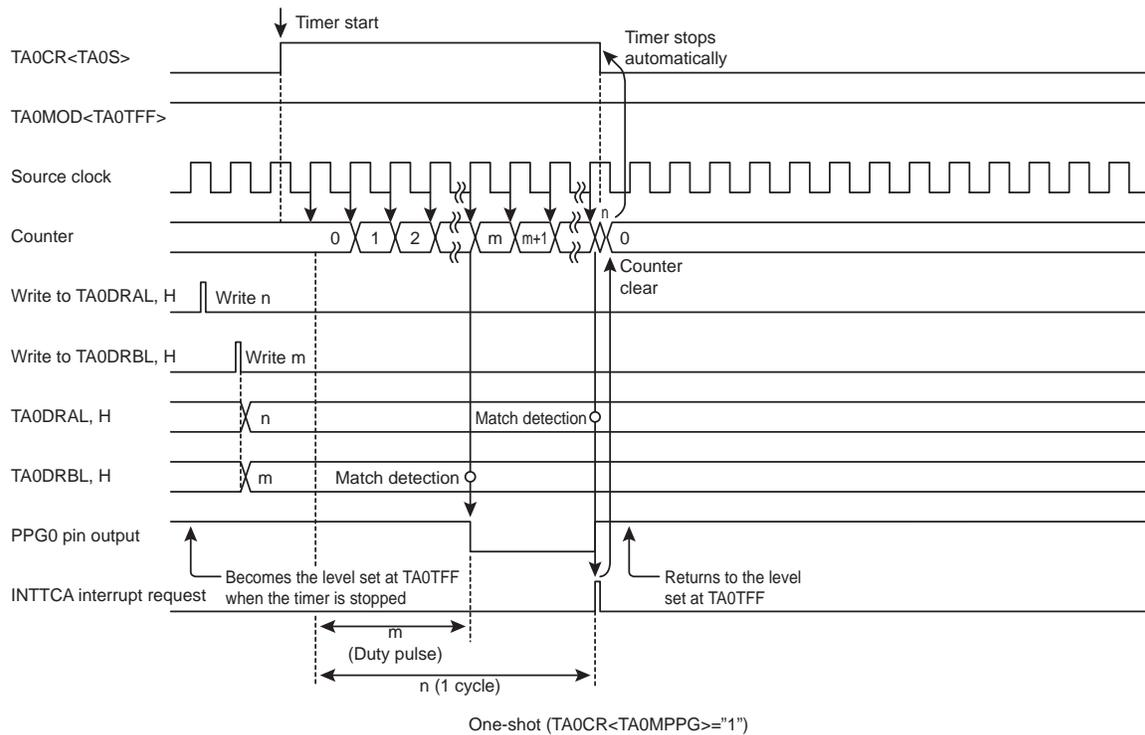 Timer start
TA0CR<TA0S>
Timer stops
automatically
TA0MOD<TA0TFF>
Source clock
n
Counter
0 1 2 m m+1 0
Counter
clear
Write to TA0DRAL, H
Write n
Write to TA0DRBL, H
Write m
TA0DRAL, H
n
Match detection
TA0DRBL, H
m
Match detection
PPG0 pin output
Becomes the level set at TA0TFF
when the timer is stopped
Returns to the level
set at TA0TFF
INTTCA interrupt request
m
(Duty pulse)
n (1 cycle)
One-shot (TA0CR<TA0MPPG>="1")